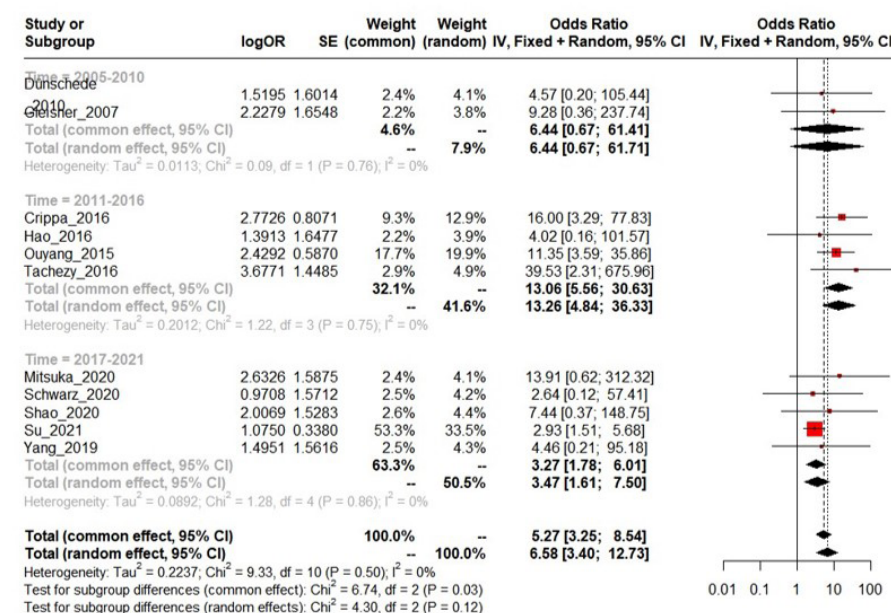 Study or Weight Weight Odds Ratio Odds Ratio
Subgroup logOR SE (common) (random) IV, Fixed + Random, 95% CI IV, Fixed + Random, 95% CI
Time = 2005-2010
Dunschede
_2010 1.5195 1.6014 2.4% 4.1% 4.57 [0.20; 105.44]
Gleisner_2007 2.2279 1.6548 2.2% 3.8% 9.28 [0.36; 237.74]
Total (common effect, 95% CI) 4.6% -- 6.44 [0.67; 61.41]
Total (random effect, 95% CI) -- 7.9% 6.44 [0.67; 61.71]
Heterogeneity: Tau² = 0.0113; Chi² = 0.09, df = 1 (P = 0.76); I² = 0%
Time = 2011-2016
Crippa_2016 2.7726 0.8071 9.3% 12.9% 16.00 [3.29; 77.83]
Hao_2016 1.3913 1.6477 2.2% 3.9% 4.02 [0.16; 101.57]
Ouyang_2015 2.4292 0.5870 17.7% 19.9% 11.35 [3.59; 35.86]
Tachezy_2016 3.6771 1.4485 2.9% 4.9% 39.53 [2.31; 675.96]
Total (common effect, 95% CI) 32.1% -- 13.06 [5.56; 30.63]
Total (random effect, 95% CI) -- 41.6% 13.26 [4.84; 36.33]
Heterogeneity: Tau² = 0.2012; Chi² = 1.22, df = 3 (P = 0.75); I² = 0%
Time = 2017-2021
Mitsuka_2020 2.6326 1.5875 2.4% 4.1% 13.91 [0.62; 312.32]
Schwarz_2020 0.9708 1.5712 2.5% 4.2% 2.64 [0.12; 57.41]
Shao_2020 2.0069 1.5283 2.6% 4.4% 7.44 [0.37; 148.75]
Su_2021 1.0750 0.3380 53.3% 33.5% 2.93 [1.51; 5.68]
Yang_2019 1.4951 1.5616 2.5% 4.3% 4.46 [0.21; 95.18]
Total (common effect, 95% CI) 63.3% -- 3.27 [1.78; 6.01]
Total (random effect, 95% CI) -- 50.5% 3.47 [1.61; 7.50]
Heterogeneity: Tau² = 0.0892; Chi² = 1.28, df = 4 (P = 0.86); I² = 0%
Total (common effect, 95% CI) 100.0% -- 5.27 [3.25; 8.54]
Total (random effect, 95% CI) -- 100.0% 6.58 [3.40; 12.73]
Heterogeneity: Tau² = 0.2237; Chi² = 9.33, df = 10 (P = 0.50); I² = 0%
Test for subgroup differences (common effect): Chi² = 6.74, df = 2 (P = 0.03)
Test for subgroup differences (random effects): Chi² = 4.30, df = 2 (P = 0.12)
0.01 0.1 1 10 100